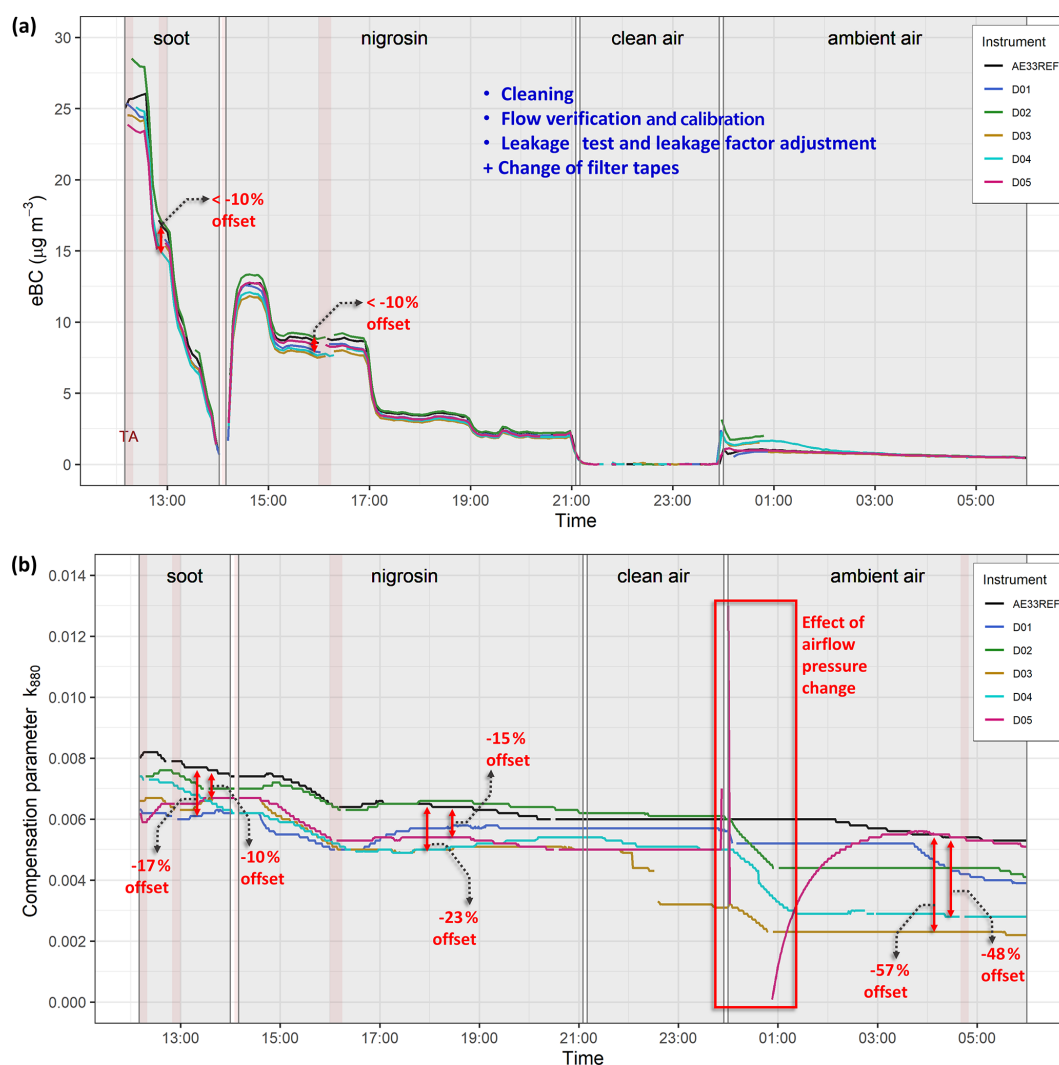 (a)
soot nigrosin clean air ambient air
30
25
20
15
10
5
0
eBC (µg m⁻³)
• Cleaning
• Flow verification and calibration
• Leakage test and leakage factor adjustment
+ Change of filter tapes
< -10%
offset
< -10%
offset
TA
Instrument
AE33REF
D01
D02
D03
D04
D05
13:00 15:00 17:00 19:00 21:00 23:00 01:00 03:00 05:00
Time
(b)
soot nigrosin clean air ambient air
0.014
0.012
0.010
0.008
0.006
0.004
0.002
0.000
Compensation parameter k₈₈₀
Effect of
airflow
pressure
change
-15%
offset
-17%
offset
-10%
offset
-23%
offset
-57%
offset
-48%
offset
Instrument
AE33REF
D01
D02
D03
D04
D05
13:00 15:00 17:00 19:00 21:00 23:00 01:00 03:00 05:00
Time